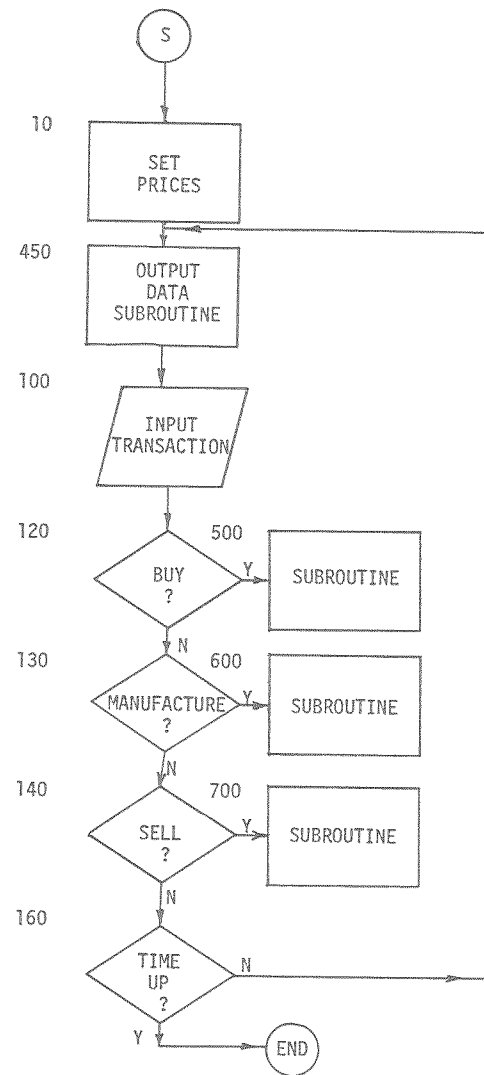 S
10
SET
PRICES
450
OUTPUT
DATA
SUBROUTINE
100
INPUT
TRANSACTION
120
BUY
?
Y
500
SUBROUTINE
N
130
MANUFACTURE
?
Y
600
SUBROUTINE
N
140
SELL
?
Y
700
SUBROUTINE
N
160
TIME
UP
?
N
Y
END